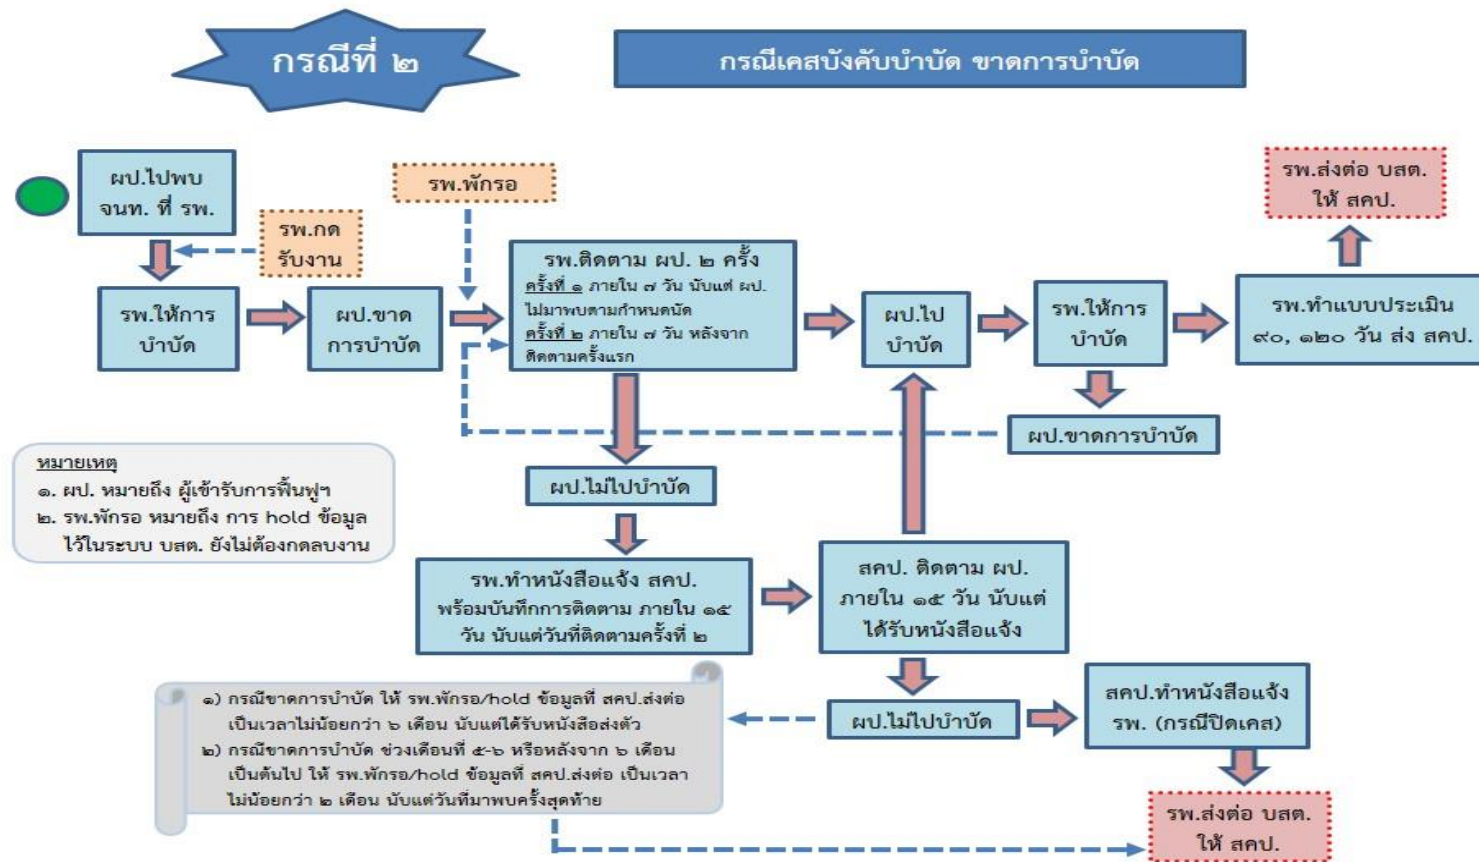 กรณีที่ ๒
กรณีเคสบังคับบำบัด ขาดการบำบัด
ผป.ไปพบ
จนท. ที่ รพ.
รพ.กด
รับงาน
รพ.ให้การ
บำบัด
ผป.ขาด
การบำบัด
รพ.พักรอ
รพ.ติดตาม ผป. ๒ ครั้ง
ครั้งที่ ๑ ภายใน ๗ วัน นับแต่ ผป.
ไม่มาพบตามกำหนดนัด
ครั้งที่ ๒ ภายใน ๗ วัน หลังจาก
ติดตามครั้งแรก
ผป.ไป
บำบัด
รพ.ให้การ
บำบัด
รพ.ทำแบบประเมิน
๙๐, ๑๒๐ วัน ส่ง สคป.
รพ.ส่งต่อ บสต.
ให้ สคป.
ผป.ขาดการบำบัด
หมายเหตุ
๑. ผป. หมายถึง ผู้เข้ารับการฟื้นฟูฯ
๒. รพ.พักรอ หมายถึง การ hold ข้อมูล
ไว้ในระบบ บสต. ยังไม่ต้องกดลบงาน
ผป.ไม่ไปบำบัด
รพ.ทำหนังสือแจ้ง สคป.
พร้อมบันทึกการติดตาม ภายใน ๑๕
วัน นับแต่วันที่ติดตามครั้งที่ ๒
สคป. ติดตาม ผป.
ภายใน ๑๕ วัน นับแต่
ได้รับหนังสือแจ้ง
ผป.ไม่ไปบำบัด
สคป.ทำหนังสือแจ้ง
รพ. (กรณีปิดเคส)
๑) กรณีขาดการบำบัด ให้ รพ.พักรอ/hold ข้อมูลที่ สคป.ส่งต่อ
เป็นเวลาไม่น้อยกว่า ๖ เดือน นับแต่ได้รับหนังสือส่งตัว
๒) กรณีขาดการบำบัด ช่วงเดือนที่ ๕-๖ หรือหลังจาก ๖ เดือน
เป็นต้นไป ให้ รพ.พักรอ/hold ข้อมูลที่ สคป.ส่งต่อ เป็นเวลา
ไม่น้อยกว่า ๒ เดือน นับแต่วันที่มาพบครั้งสุดท้าย
รพ.ส่งต่อ บสต.
ให้ สคป.